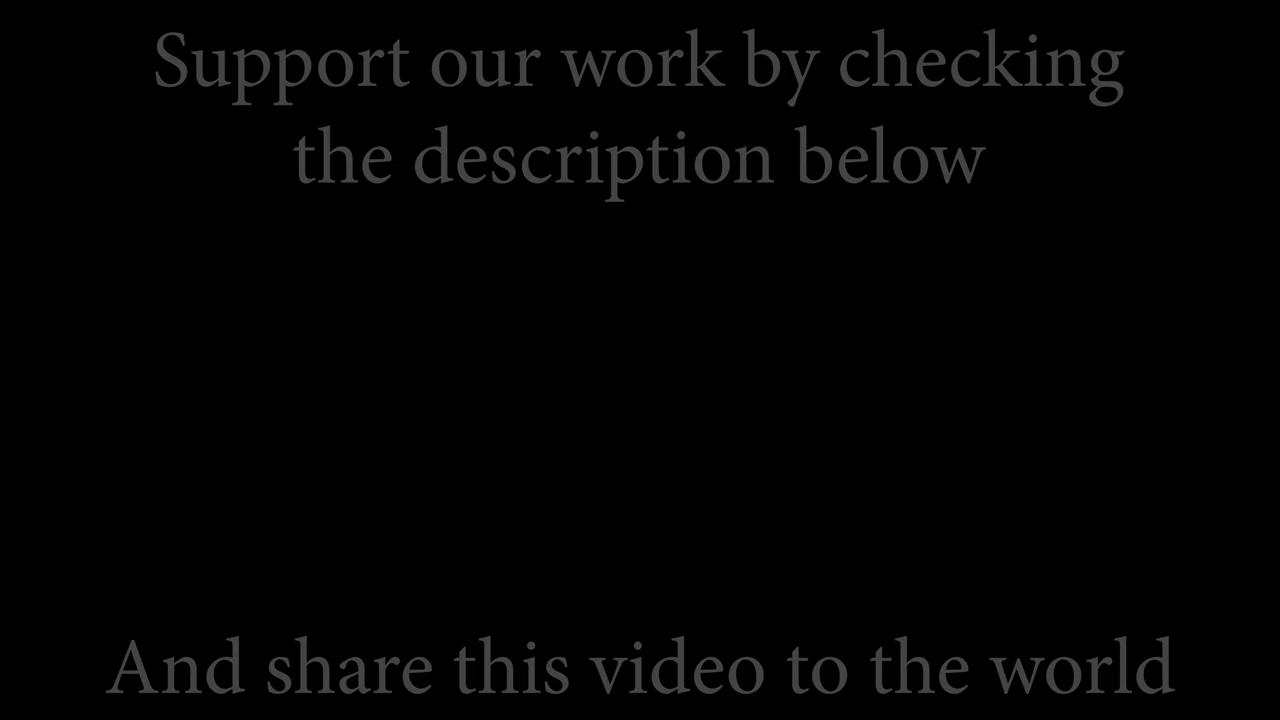 Support our work by checking
the description below
And share this video to the world